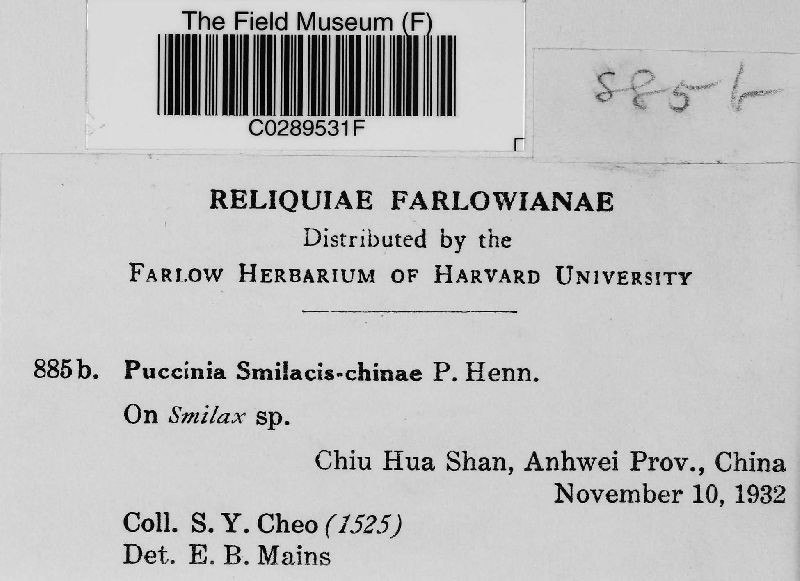 The Field Museum (F)
C0289531F
885b
RELIQUIAE FARLOWIANAE
Distributed by the
FARLOW HERBARIUM OF HARVARD UNIVERSITY
885b. Puccinia Smilacis-chinae P. Henn.
On Smilax sp.
Chiu Hua Shan, Anhwei Prov., China
November 10, 1932
Coll. S. Y. Cheo (1525)
Det. E. B. Mains